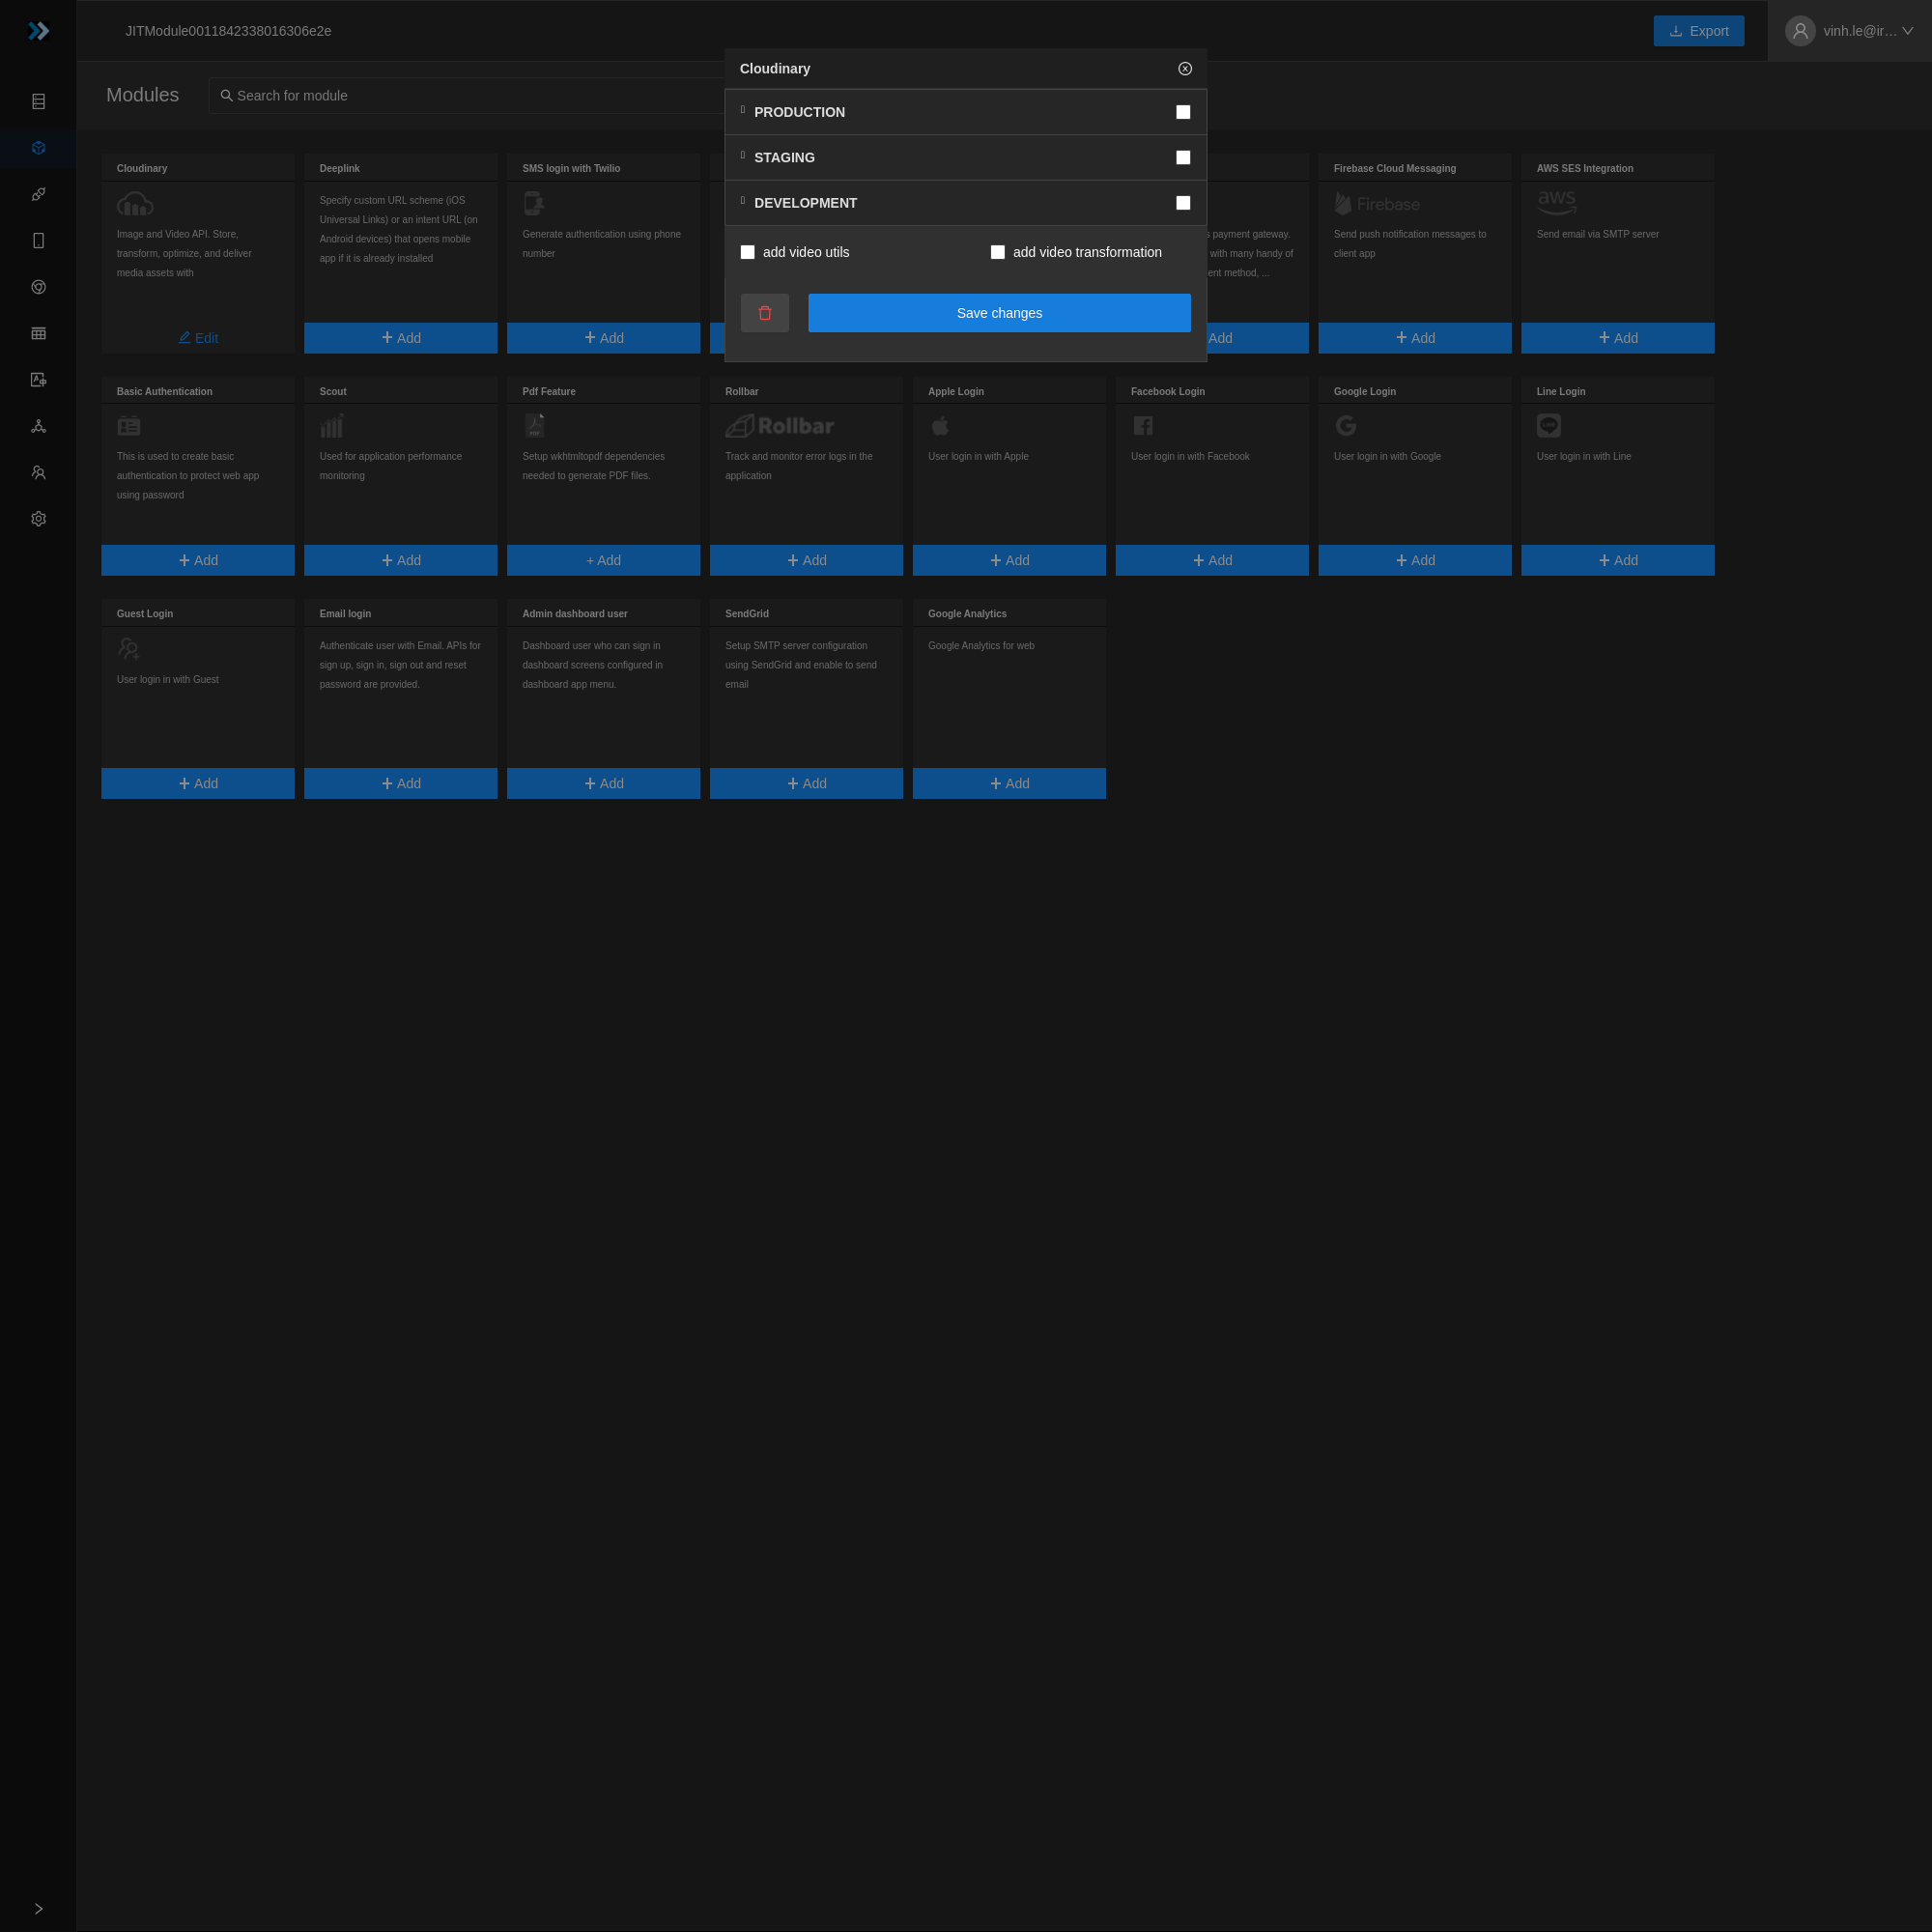 JITModule0011842338016306e2e
Export
vinh.le@ir…
Modules
Search for module
Cloudinary
PRODUCTION
STAGING
DEVELOPMENT
add video utils
add video transformation
Save changes
Cloudinary
Image and Video API. Store,
transform, optimize, and deliver
media assets with
Edit
Deeplink
Specify custom URL scheme (iOS
Universal Links) or an intent URL (on
Android devices) that opens mobile
app if it is already installed
+ Add
SMS login with Twilio
Generate authentication using phone
number
+ Add
payment gateway.
with many handy of
ent method, ...
Add
Firebase Cloud Messaging
Firebase
Send push notification messages to
client app
+ Add
AWS SES Integration
aws
Send email via SMTP server
+ Add
Basic Authentication
This is used to create basic
authentication to protect web app
using password
+ Add
Scout
Used for application performance
monitoring
+ Add
Pdf Feature
PDF
Setup wkhtmltopdf dependencies
needed to generate PDF files.
+ Add
Rollbar
Rollbar
Track and monitor error logs in the
application
+ Add
Apple Login
User login in with Apple
+ Add
Facebook Login
User login in with Facebook
+ Add
Google Login
User login in with Google
+ Add
Line Login
LINE
User login in with Line
+ Add
Guest Login
User login in with Guest
+ Add
Email login
Authenticate user with Email. APIs for
sign up, sign in, sign out and reset
password are provided.
+ Add
Admin dashboard user
Dashboard user who can sign in
dashboard screens configured in
dashboard app menu.
+ Add
SendGrid
Setup SMTP server configuration
using SendGrid and enable to send
email
+ Add
Google Analytics
Google Analytics for web
+ Add